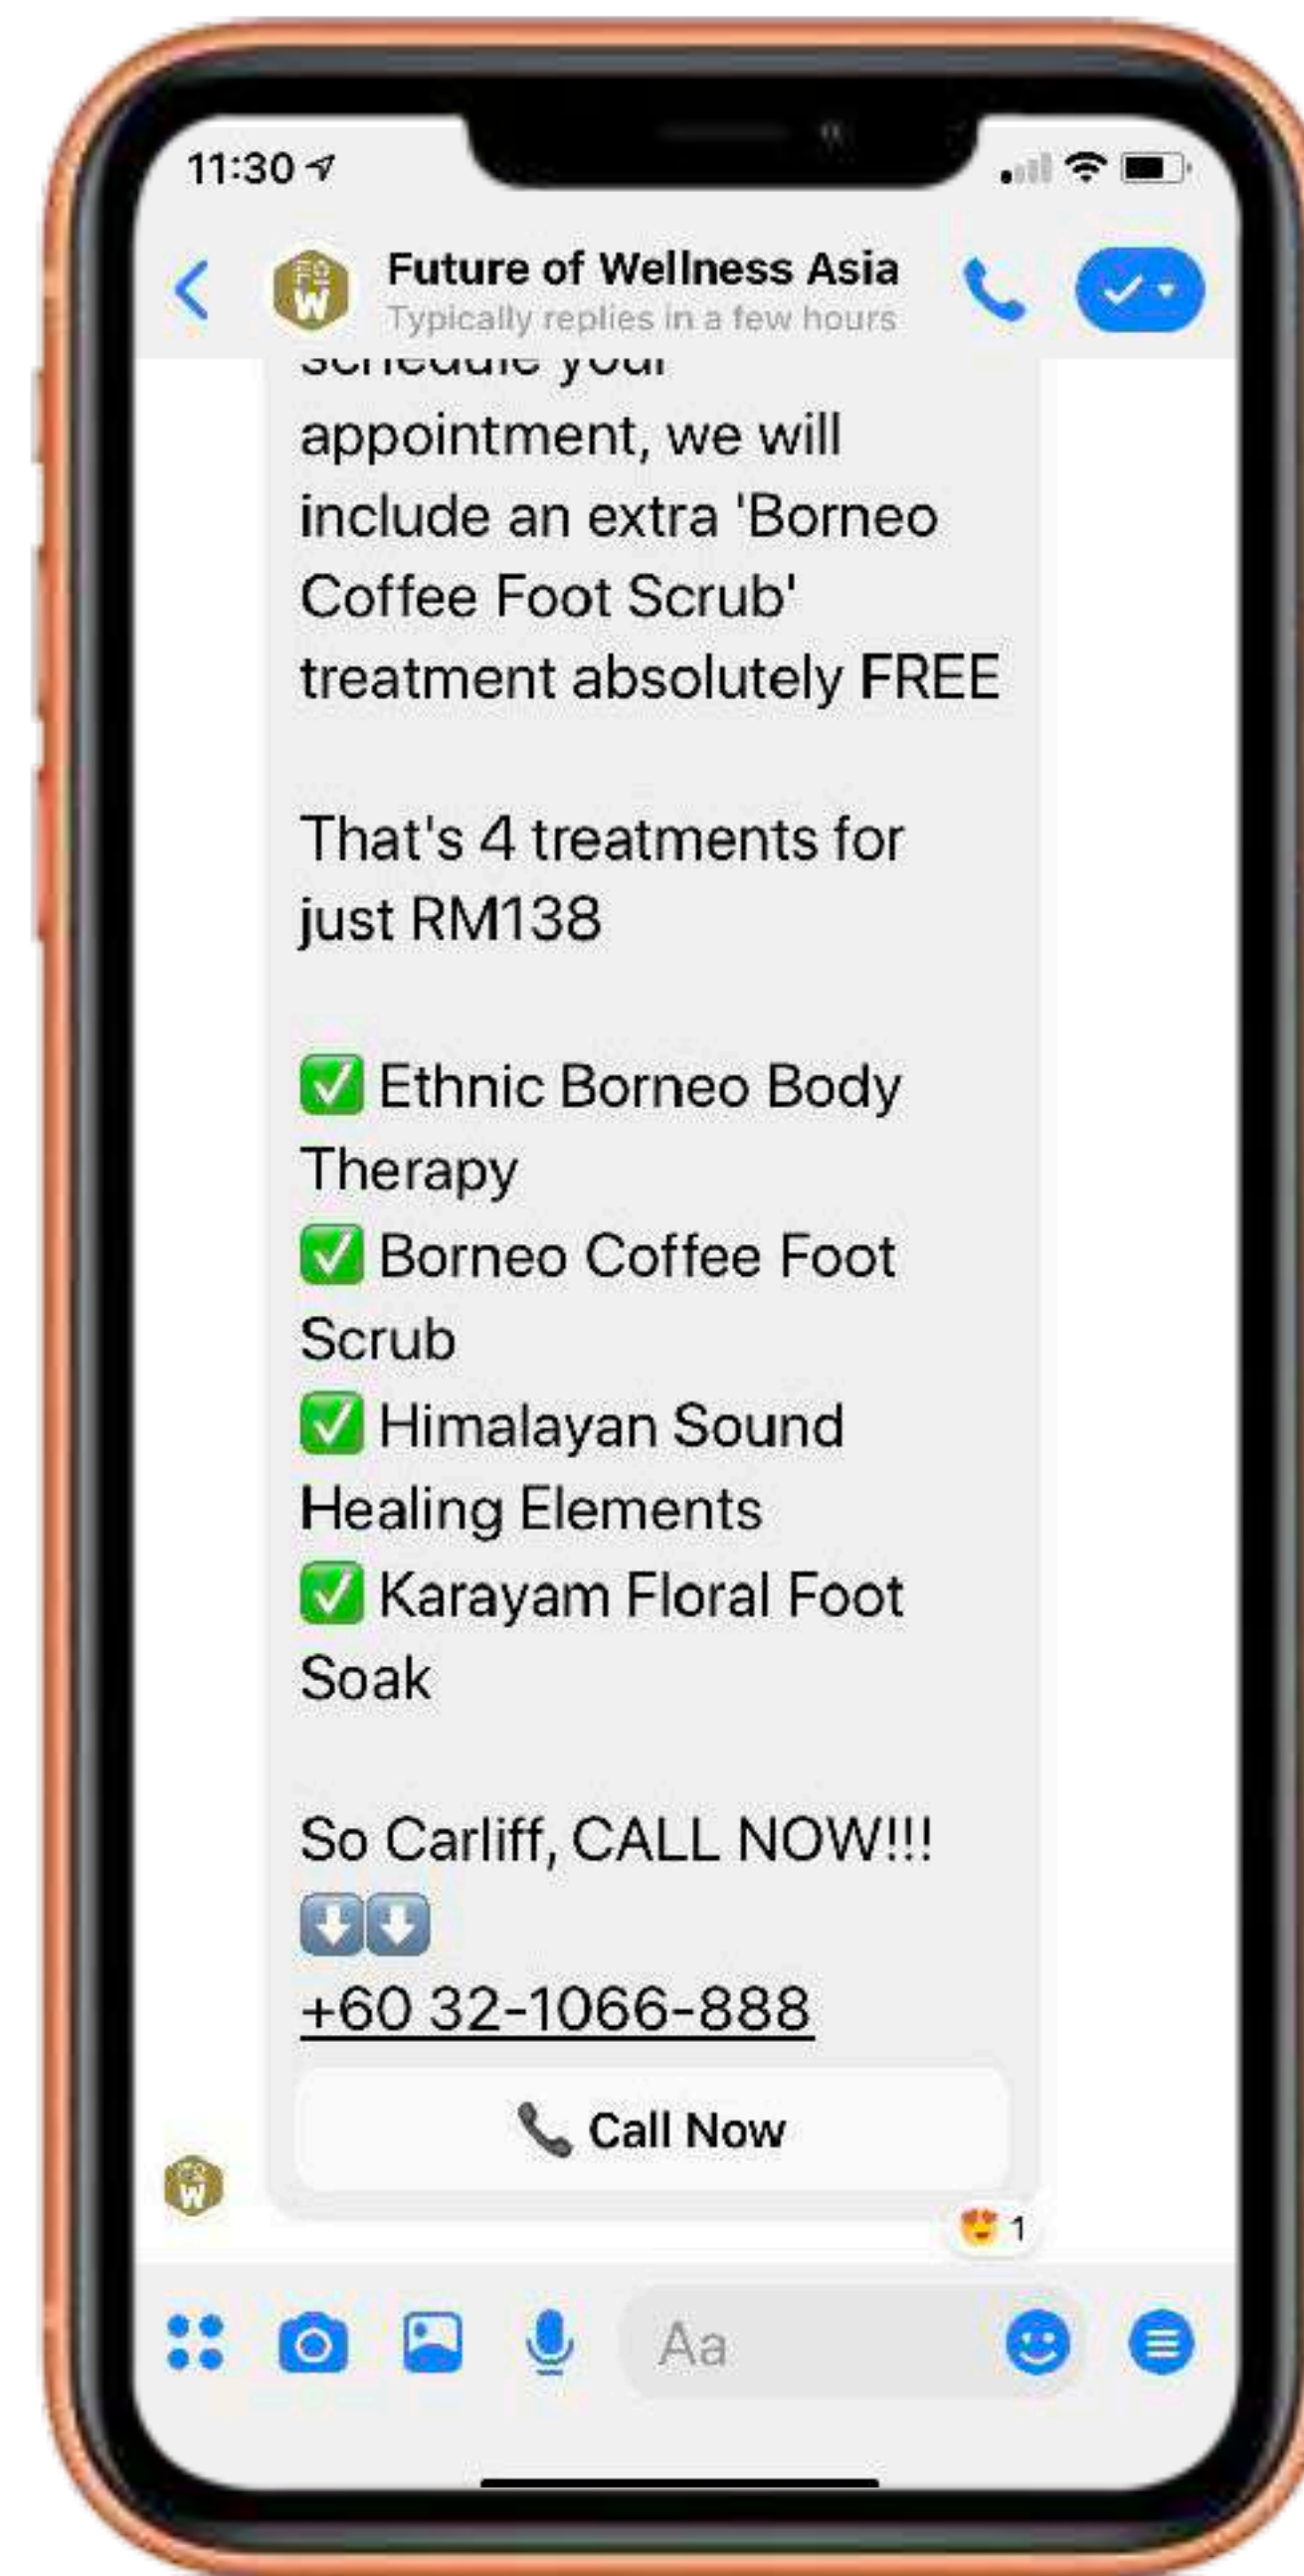 11:30
Future of Wellness Asia
Typically replies in a few hours
schedule your
appointment, we will
include an extra 'Borneo
Coffee Foot Scrub'
treatment absolutely FREE
That's 4 treatments for
just RM138
✅ Ethnic Borneo Body
Therapy
✅ Borneo Coffee Foot
Scrub
✅ Himalayan Sound
Healing Elements
✅ Karayam Floral Foot
Soak
So Carliff, CALL NOW!!!
⬇️⬇️
+60 32-1066-888
📞 Call Now
😍 1
Aa